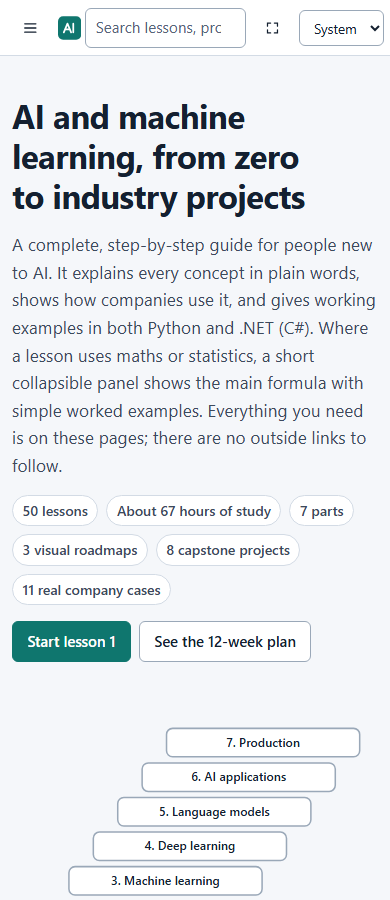 AI
Search lessons, prc
System
AI and machine
learning, from zero
to industry projects
A complete, step-by-step guide for people new
to AI. It explains every concept in plain words,
shows how companies use it, and gives working
examples in both Python and .NET (C#). Where
a lesson uses maths or statistics, a short
collapsible panel shows the main formula with
simple worked examples. Everything you need
is on these pages; there are no outside links to
follow.
50 lessons
About 67 hours of study
7 parts
3 visual roadmaps
8 capstone projects
11 real company cases
Start lesson 1
See the 12-week plan
7. Production
6. AI applications
5. Language models
4. Deep learning
3. Machine learning